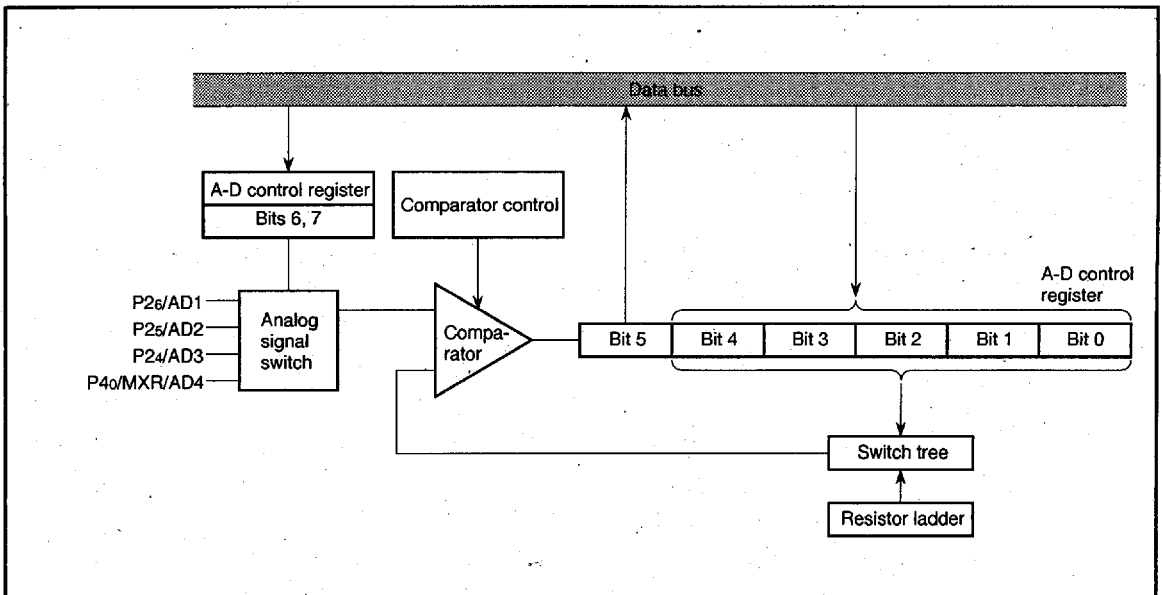 Data bus
A-D control register
Bits 6, 7
Comparator control
P26/AD1
P25/AD2
P24/AD3
P40/MXR/AD4
Analog
signal
switch
Compa-
rator
A-D control
register
Bit 5
Bit 4
Bit 3
Bit 2
Bit 1
Bit 0
Switch tree
Resistor ladder